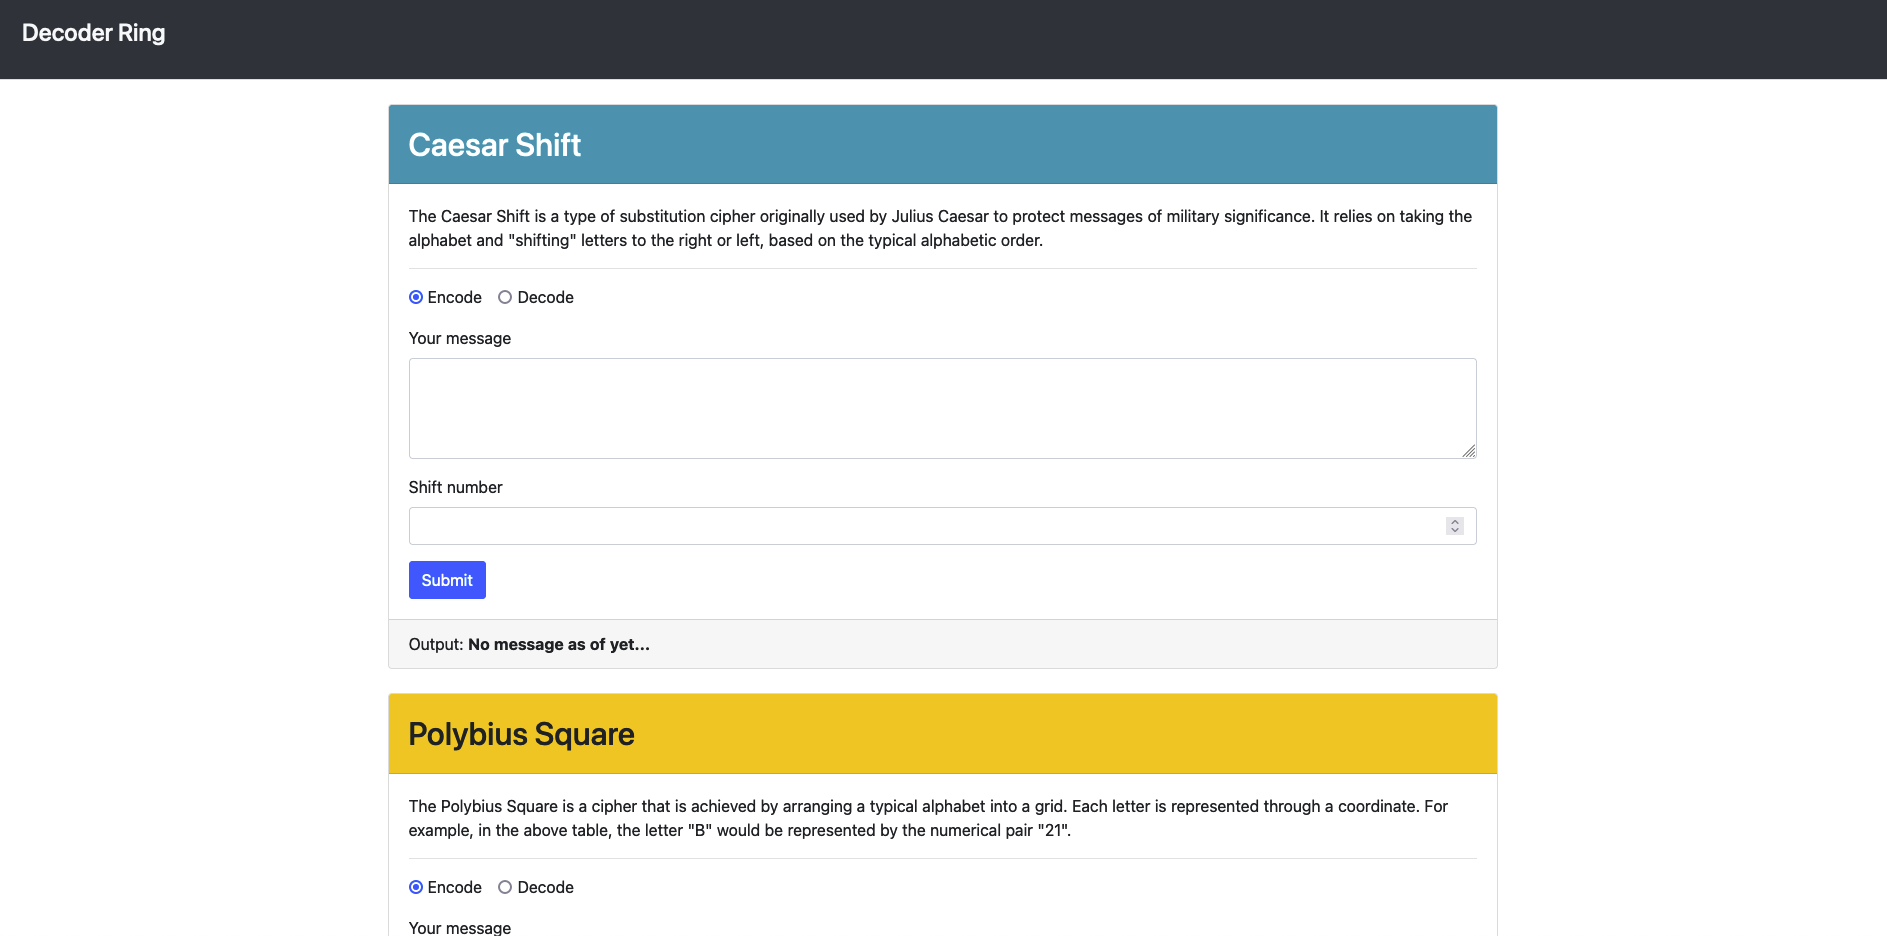 Decoder Ring
Caesar Shift
The Caesar Shift is a type of substitution cipher originally used by Julius Caesar to protect messages of military significance. It relies on taking the
alphabet and "shifting" letters to the right or left, based on the typical alphabetic order.
Encode Decode
Your message
Shift number
Submit
Output: No message as of yet...
Polybius Square
The Polybius Square is a cipher that is achieved by arranging a typical alphabet into a grid. Each letter is represented through a coordinate. For
example, in the above table, the letter "B" would be represented by the numerical pair "21".
Encode Decode
Your message